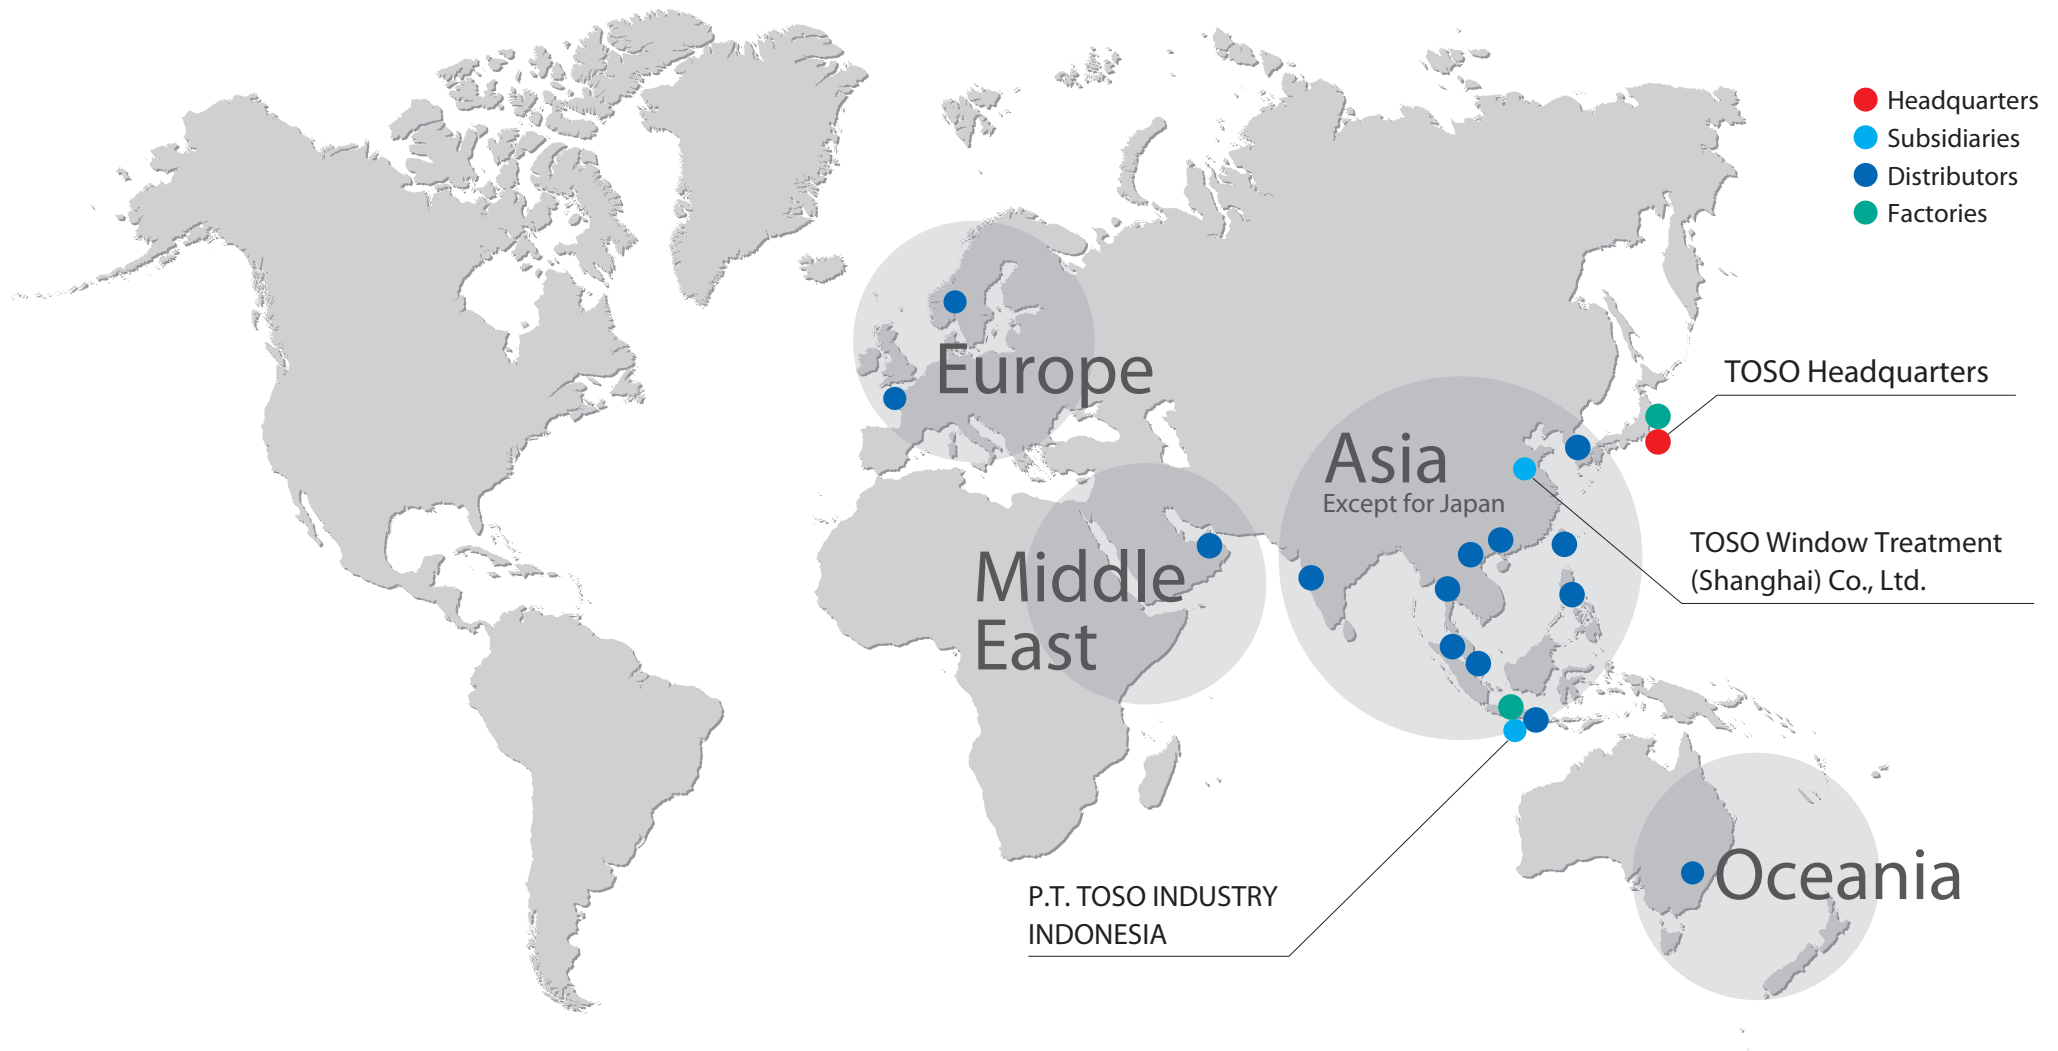 Headquarters
Subsidiaries
Distributors
Factories
Europe
TOSO Headquarters
Asia
Except for Japan
TOSO Window Treatment
(Shanghai) Co., Ltd.
Middle
East
Oceania
P.T. TOSO INDUSTRY
INDONESIA